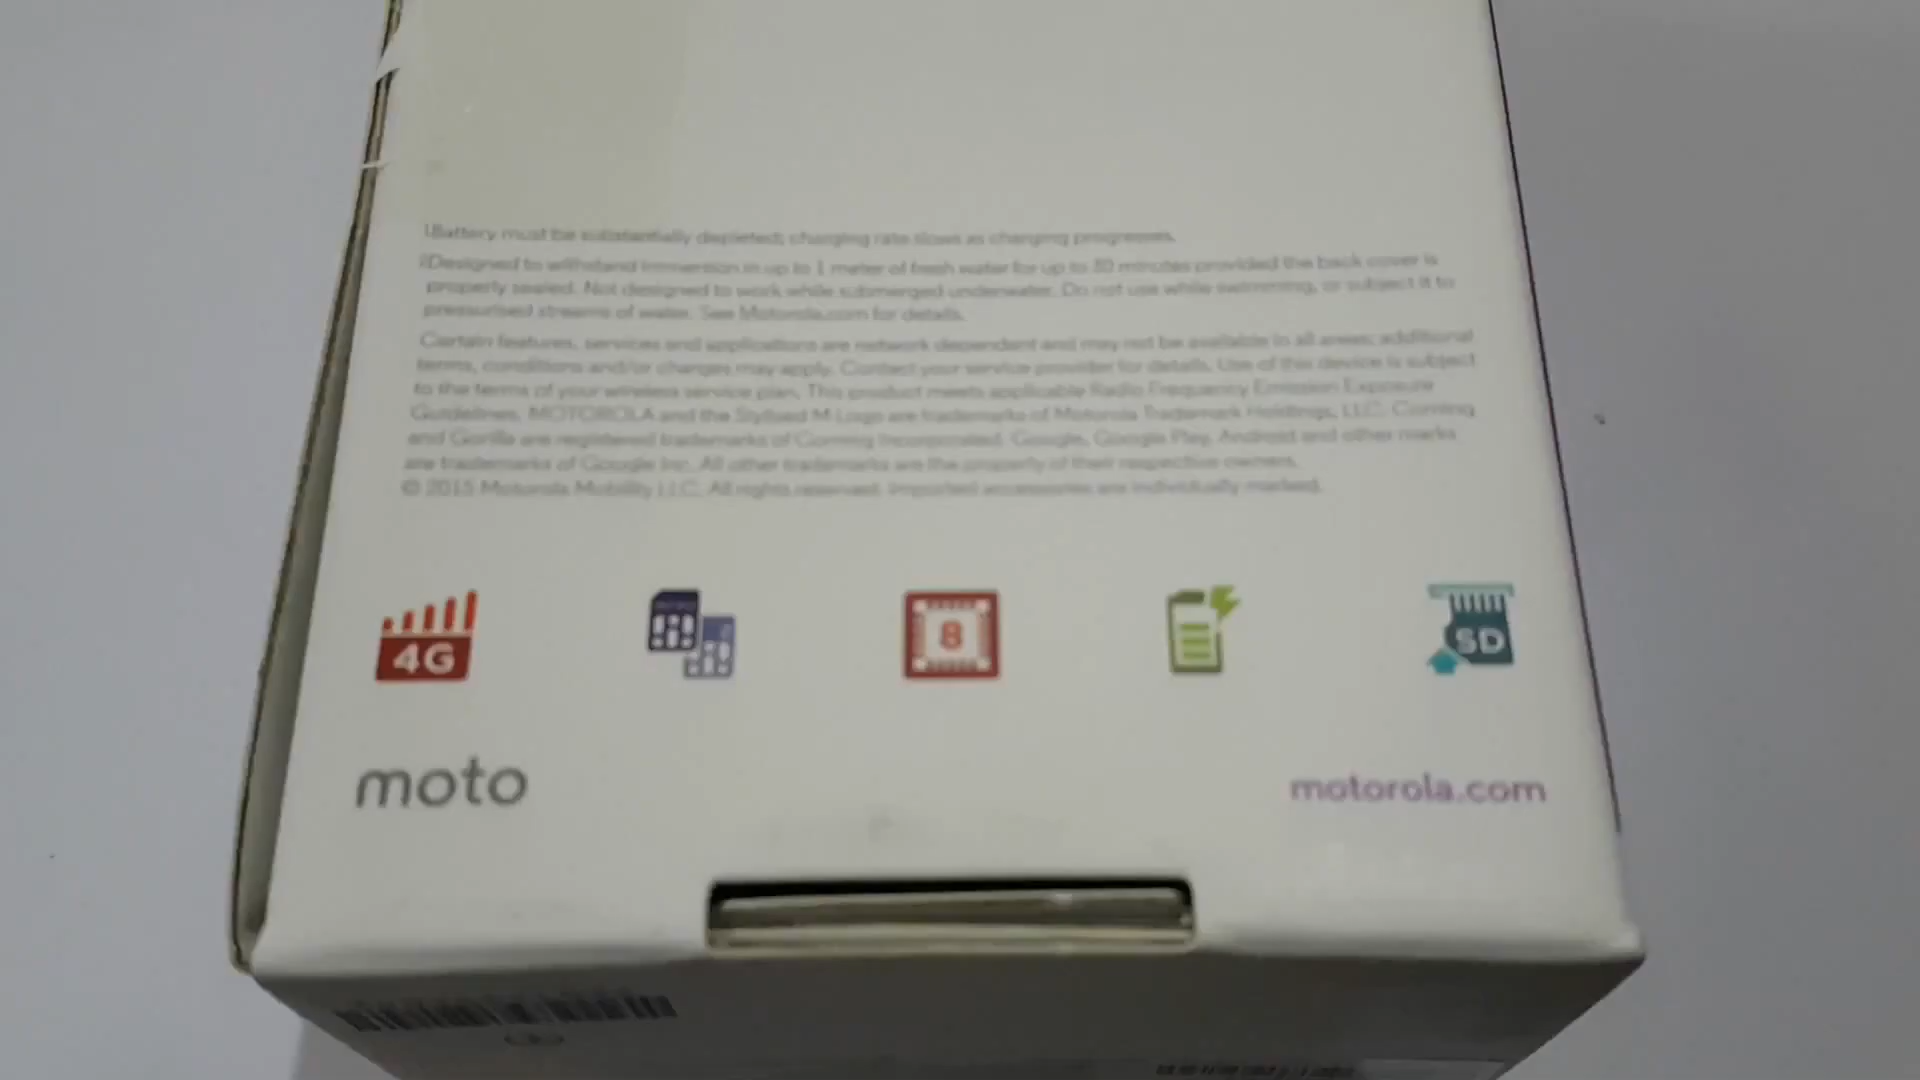 Battery must be substantially depleted; charging rate slows as charging progresses.
Designed to withstand immersion in up to 1 meter of fresh water for up to 30 minutes provided the back cover is
properly sealed. Not designed to work while submerged underwater. Do not use while swimming, or subject it to
pressurised streams of water. See Motorola.com for details.
Certain features, services and applications are network dependent and may not be available in all areas; additional
terms, conditions and/or charges may apply. Contact your service provider for details. Use of this device is subject
to the terms of your wireless service plan. This product meets applicable Radio Frequency Emission Exposure
Guidelines. MOTOROLA and the Stylised M Logo are trademarks of Motorola Trademark Holdings, LLC. Corning
and Gorilla are registered trademarks of Corning Incorporated. Google, Google Play, Android and other marks
are trademarks of Google Inc. All other trademarks are the property of their respective owners.
© 2015 Motorola Mobility LLC. All rights reserved. Imported accessories are individually marked.
4G
8
SD
moto
motorola.com